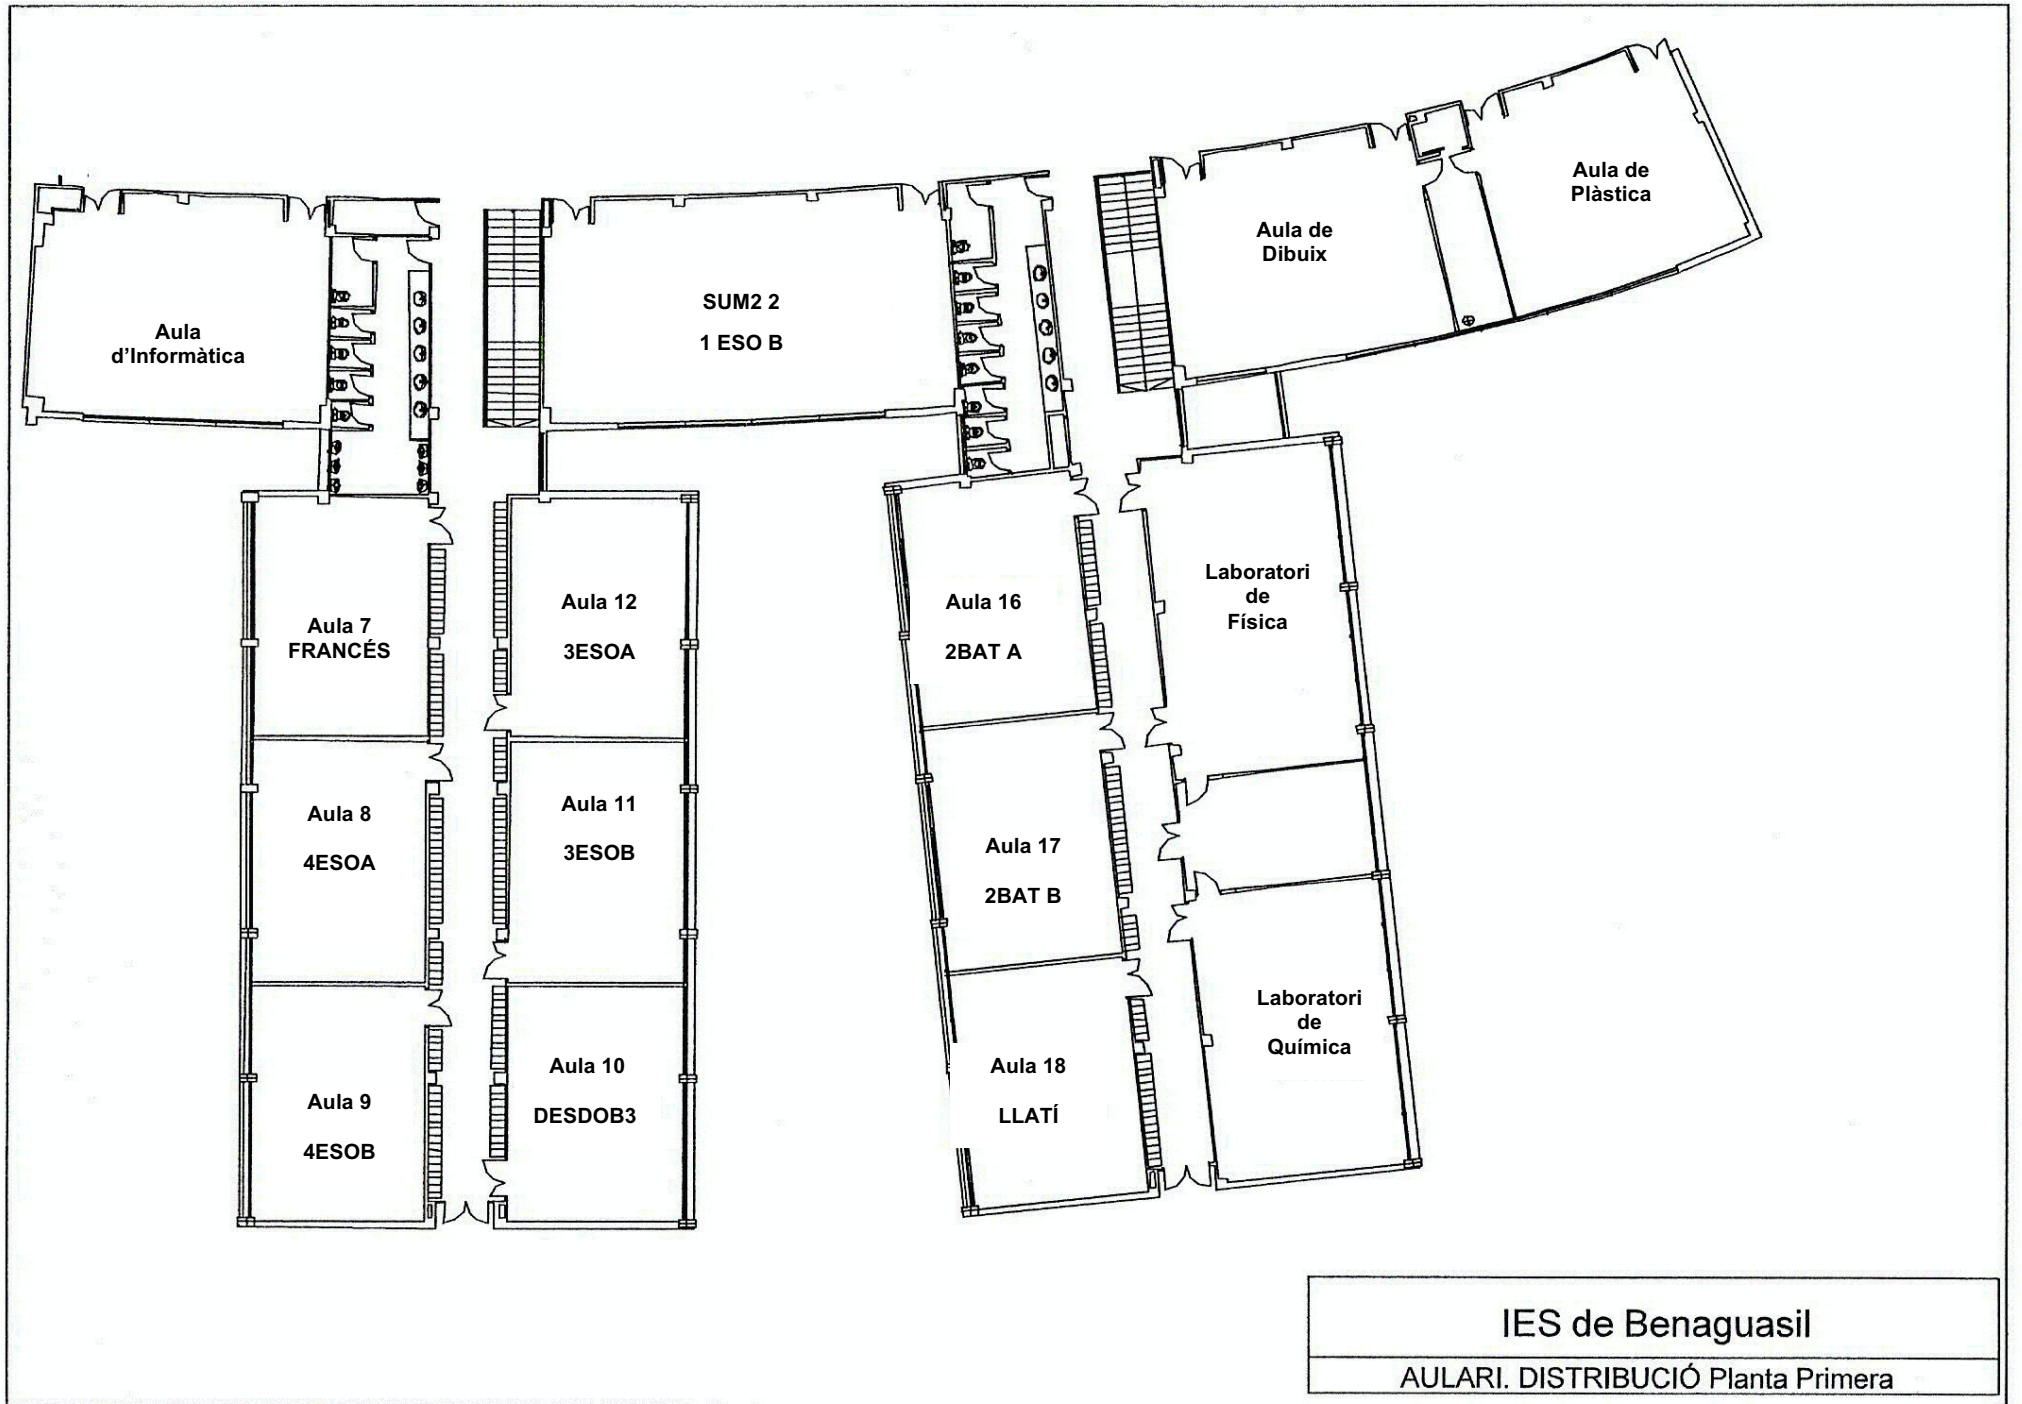 Aula de
Plàstica
Aula de
Dibuix
SUM2 2
1 ESO B
Aula
d’Informàtica
Laboratori
de
Física
Aula 12
3ESOA
Aula 16
2BAT A
Aula 7
FRANCÉS
Aula 8
4ESOA
Aula 11
3ESOB
Aula 17
2BAT B
Laboratori
de
Química
Aula 10
DESDOB3
Aula 18
LLATÍ
Aula 9
4ESOB
IES de Benaguasil
AULARI. DISTRIBUCIÓ Planta Primera